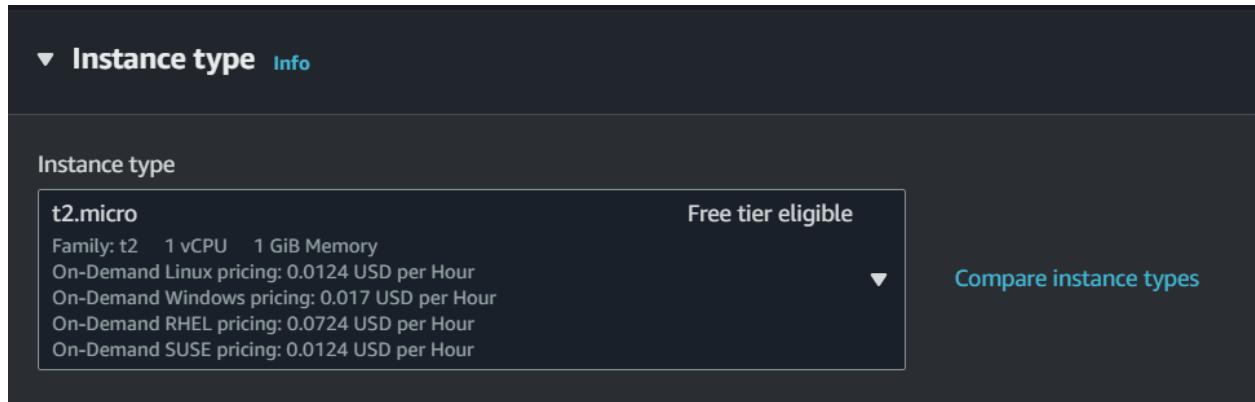 Instance type Info
Instance type
t2.micro Free tier eligible
Family: t2 1 vCPU 1 GiB Memory
On-Demand Linux pricing: 0.0124 USD per Hour
On-Demand Windows pricing: 0.017 USD per Hour
On-Demand RHEL pricing: 0.0724 USD per Hour
On-Demand SUSE pricing: 0.0124 USD per Hour
Compare instance types